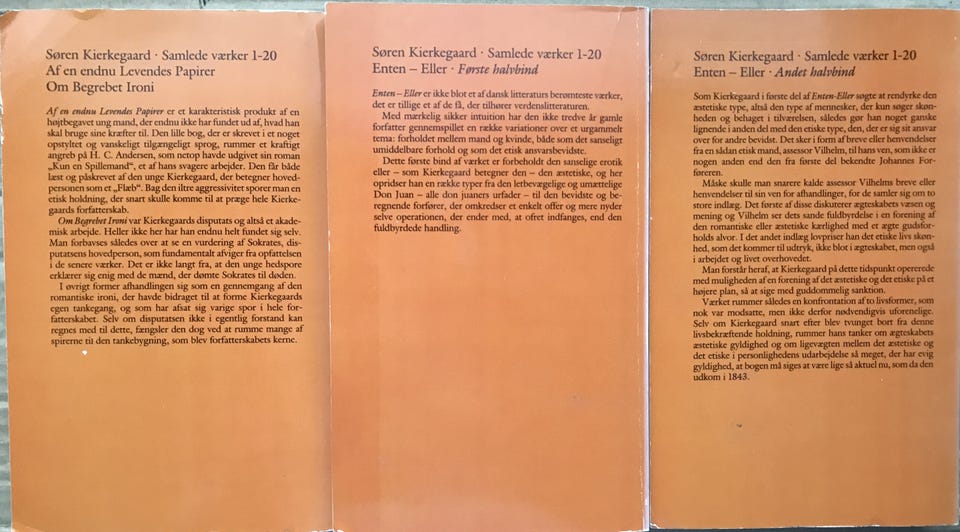 Søren Kierkegaard · Samlede værker 1-20
Af en endnu Levendes Papirer
Om Begrebet Ironi
Af en endnu Levendes Papirer er et karakteristisk produkt af en
højtbegavet ung mand, der endnu ikke har fundet ud af, hvad han
skal bruge sine kræfter til. Den lille bog, der er skrevet i et noget
opstyltet og vanskeligt tilgængeligt sprog, rummer et kraftigt
angreb på H. C. Andersen, som netop havde udgivet sin roman
„Kun en Spillemand“, et af hans svagere arbejder. Den får både
læst og påskrevet af den unge Kierkegaard, der betegner hoved-
personen som et „Flæb“. Bag den iltre aggressivitet sporer man en
etisk holdning, der snart skulle komme til at præge hele Kierke-
gaards forfatterskab.
Om Begrebet Ironi var Kierkegaards disputats og altså et akade-
misk arbejde. Heller ikke her har han endnu helt fundet sig selv.
Man forbavses således over at se en vurdering af Sokrates, dis-
putatsens hovedperson, som fundamentalt afviger fra opfattelsen
i de senere værker. Det er ikke langt fra, at den unge hedspore
erklærer sig enig med de mænd, der dømte Sokrates til døden.
I øvrigt former afhandlingen sig som en gennemgang af den
romantiske ironi, der havde bidraget til at forme Kierkegaards
egen tankegang, og som har afsat sig varige spor i hele for-
fatterskabet. Selv om disputatsen ikke i egentlig forstand kan
regnes med til dette, fængsler den dog ved at rumme mange af
spirerne til den tankebygning, som blev forfatterskabets kerne.
Søren Kierkegaard · Samlede værker 1-20
Enten – Eller · Første halvbind
Enten – Eller er ikke blot et af dansk litteraturs berømteste værker,
det er tillige et af de få, der tilhører verdenslitteraturen.
Med mærkelig sikker intuition har den ikke tredve år gamle
forfatter gennemspillet en række variationer over et urgammelt
tema: forholdet mellem mand og kvinde, både som det sanseligt
umiddelbare forhold og som det etisk ansvarsbevidste.
Dette første bind af værket er forbeholdt den sanselige erotik
eller – som Kierkegaard betegner den – den æstetiske, og her
opridser han en række typer fra den letbevægelige og umættelige
Don Juan – alle don juaners urfader – til den bevidste og be-
regnende forfører, der omkredser et enkelt offer og mere nyder
selve operationen, der ender med, at ofret indfanges, end den
fuldbyrdede handling.
Søren Kierkegaard · Samlede værker 1-20
Enten – Eller · Andet halvbind
Som Kierkegaard i første del af Enten-Eller søgte at rendyrke den
æstetiske type, altså den type af mennesker, der kun søger skøn-
heden og behaget i tilværelsen, således gør han noget ganske
lignende i anden del med den etiske type, den, der er sig sit ansvar
over for andre bevidst. Det sker i form af breve eller henvendelser
fra en sådan etisk mand, assessor Vilhelm, til hans ven, som ikke er
nogen anden end den fra første del bekendte Johannes For-
føreren.
Måske skulle man snarere kalde assessor Vilhelms breve eller
henvendelser til sin ven for afhandlinger, for de samler sig om to
store indlæg. Det første af disse diskuterer ægteskabets væsen og
mening og Vilhelm ser dets sande fuldbyrdelse i en forening af
den romantiske eller æstetiske kærlighed med et ægte gudsfor-
holds alvor. I det andet indlæg lovpriser han det etiske livs skøn-
hed, som det kommer til udtryk, ikke blot i ægteskabet, men også
i arbejdet og livet overhovedet.
Man forstår heraf, at Kierkegaard på dette tidspunkt opererede
med muligheden af en forening af det æstetiske og det etiske på et
højere plan, så at sige med guddommelig sanktion.
Værket rummer således en konfrontation af to livsformer, som
nok var modsatte, men ikke derfor nødvendigvis uforenelige.
Selv om Kierkegaard snart efter blev tvunget bort fra denne
livsbekræftende holdning, rummer hans tanker om ægteskabets
æstetiske gyldighed og om ligevægten mellem det æstetiske og
det etiske i personlighedens udarbejdelse så meget, der har evig
gyldighed, at bogen må siges at være lige så aktuel nu, som da den
udkom i 1843.